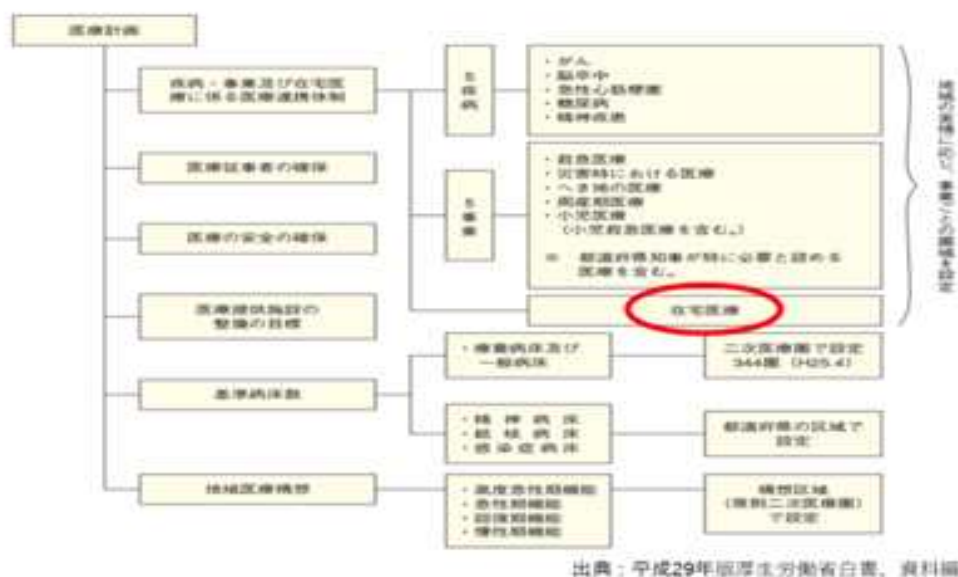 医療計画
疾病・事業及び在宅医
療に係る医療連携体制
5
疾
病
・がん
・脳卒中
・急性心筋梗塞
・糖尿病
・精神疾患
医療従事者の確保
5
事
業
・救急医療
・災害時における医療
・へき地の医療
・周産期医療
・小児医療
(小児救急医療を含む。)
※ 都道府県知事が特に必要と認める
医療を含む。
医療の安全の確保
在宅医療
地域の実情に応じ、事業ごとの圏域を設定
医療提供施設の
整備の目標
基準病床数
・療養病床及び
一般病床
二次医療圏で設定
344圏（H25.4）
・精神病床
・結核病床
・感染症病床
都道府県の区域で
設定
地域医療構想
・高度急性期機能
・急性期機能
・回復期機能
・慢性期機能
構想区域
（原則二次医療圏）
で設定
出典：平成29年版厚生労働省白書、資料編